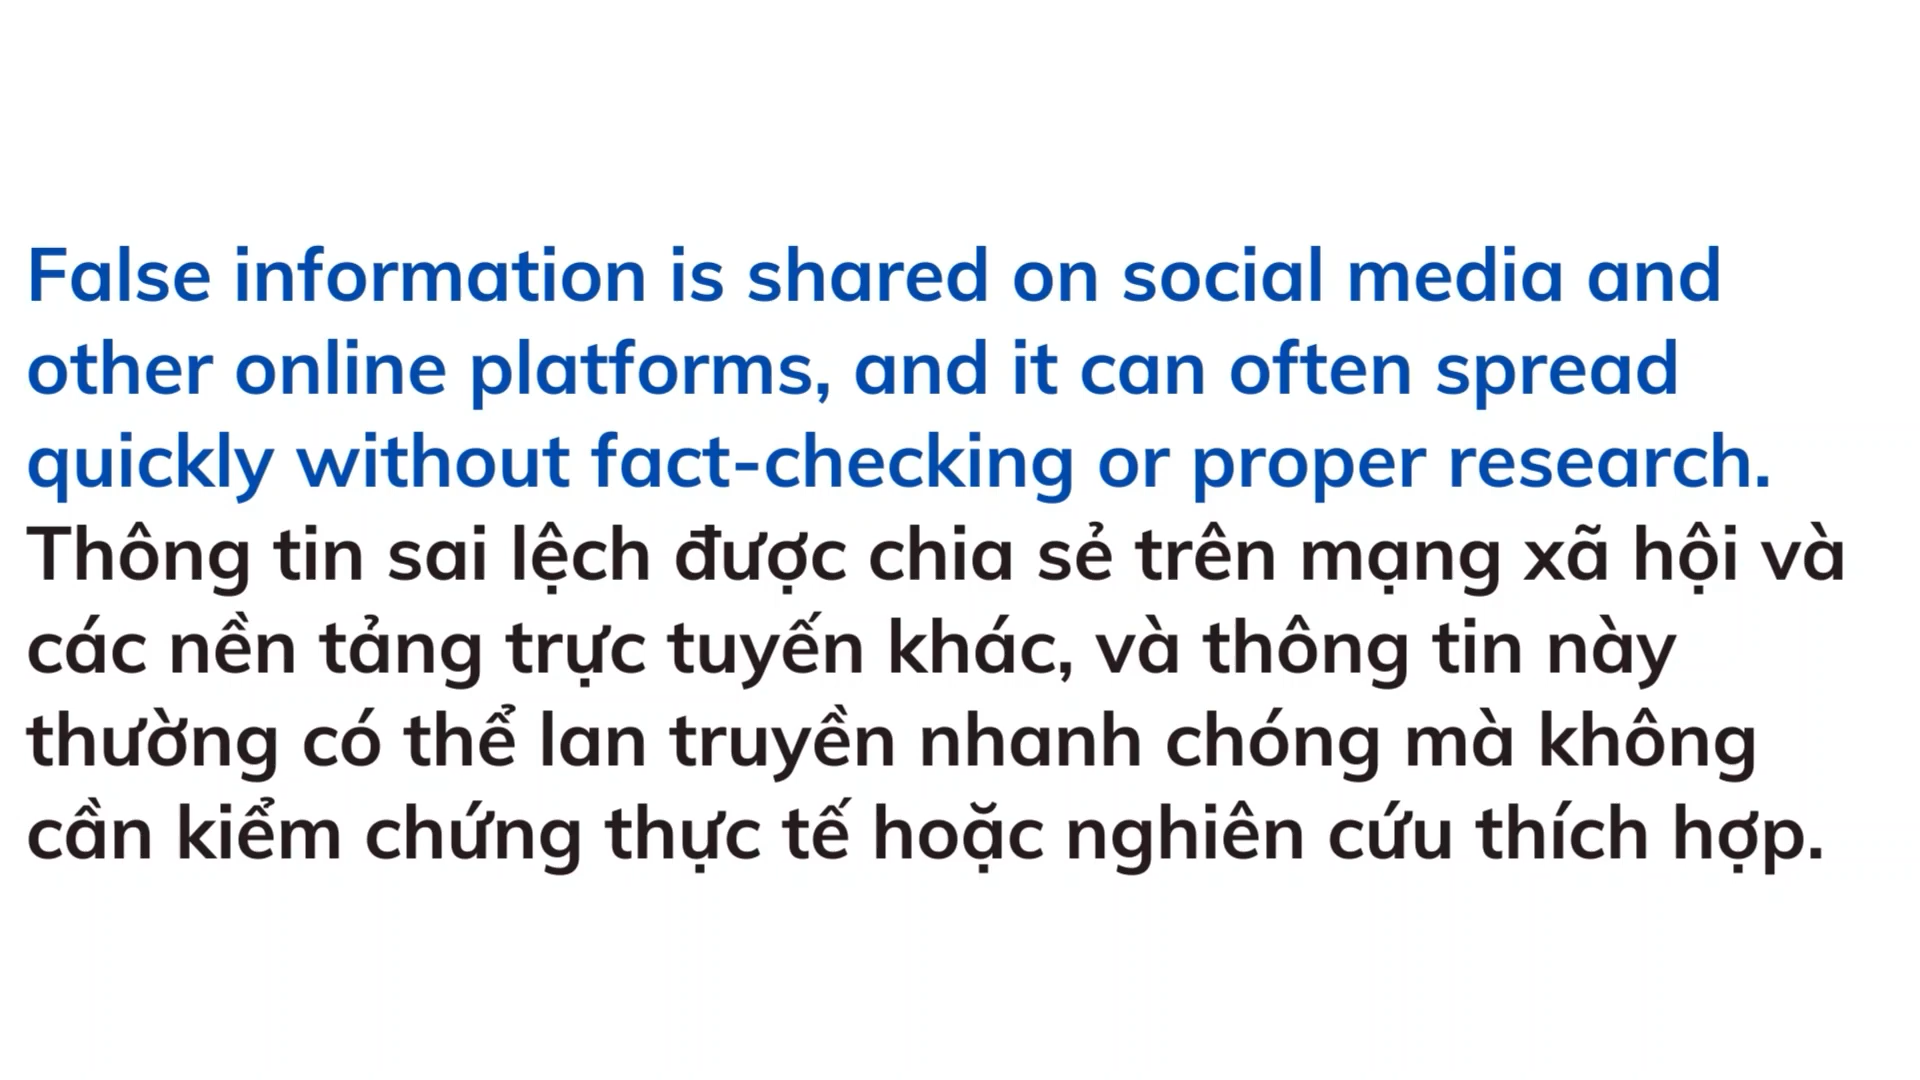 False information is shared on social media and
other online platforms, and it can often spread
quickly without fact-checking or proper research.
Thông tin sai lệch được chia sẻ trên mạng xã hội và
các nền tảng trực tuyến khác, và thông tin này
thường có thể lan truyền nhanh chóng mà không
cần kiểm chứng thực tế hoặc nghiên cứu thích hợp.